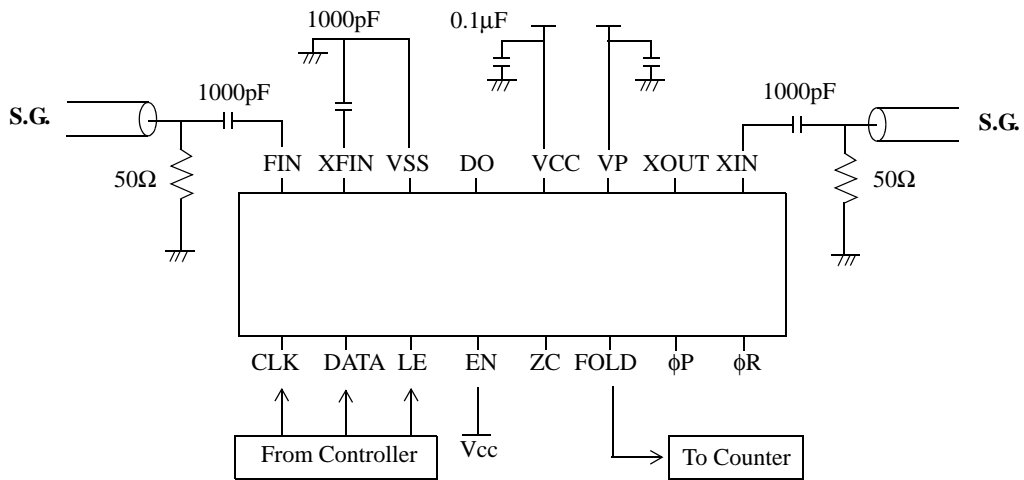 1000pF
0.1μF
1000pF
1000pF
S.G.
S.G.
FIN XFIN VSS DO VCC VP XOUT XIN
50Ω
50Ω
CLK DATA LE EN ZC FOLD ϕP ϕR
From Controller
Vcc
To Counter